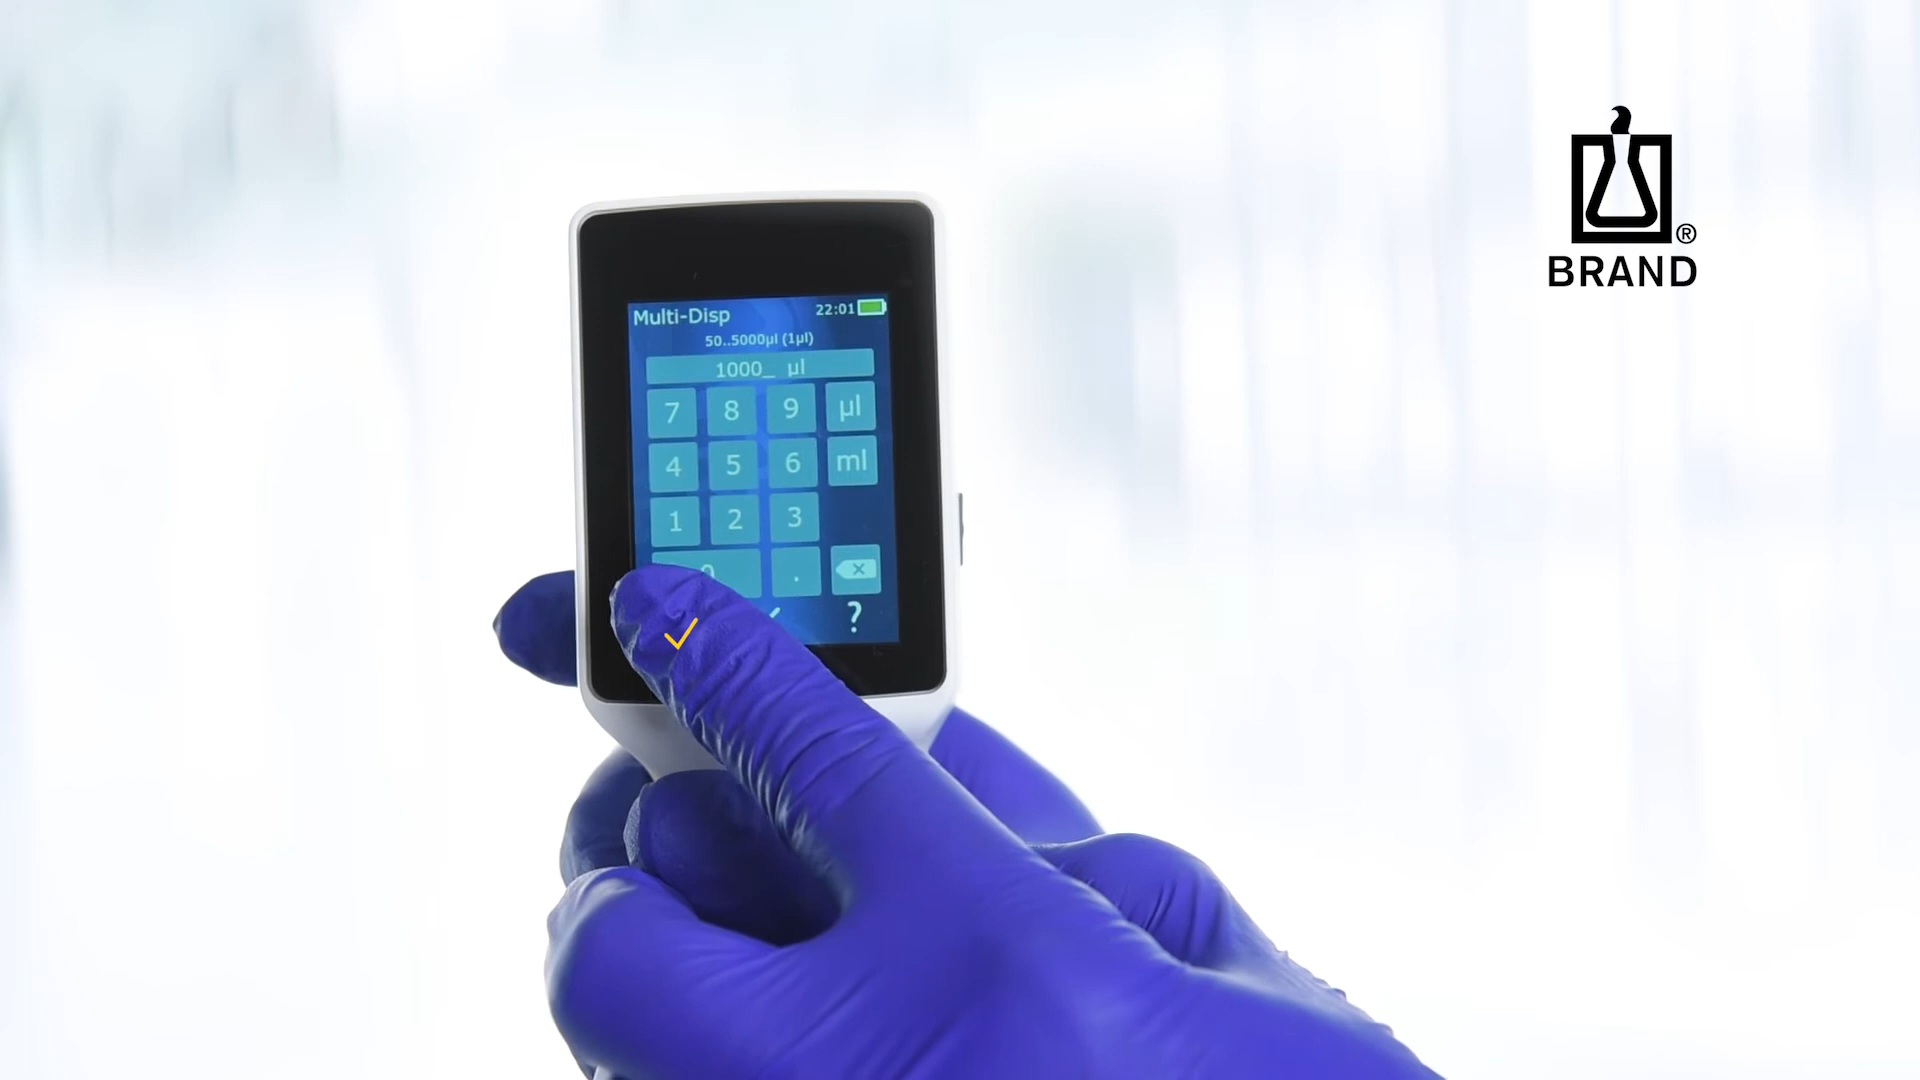 Multi-Disp 22:01
50..5000µl (1µl)
1000_ µl
7 8 9 µl
4 5 6 ml
1 2 3
0 .
?
®
BRAND